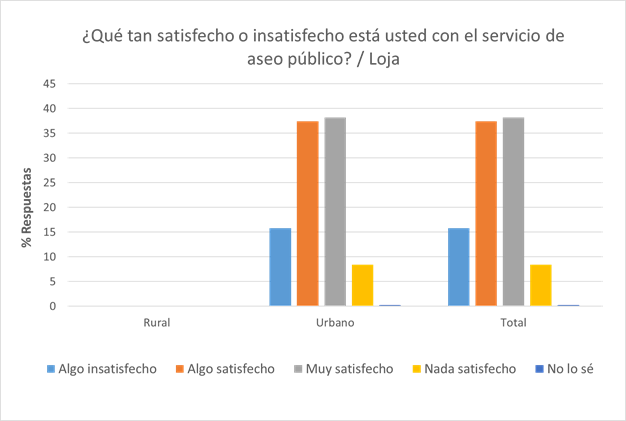 ¿Qué tan satisfecho o insatisfecho está usted con el servicio de
aseo público? / Loja
% Respuestas
45
40
35
30
25
20
15
10
5
0
Rural Urbano Total
Algo insatisfecho Algo satisfecho Muy satisfecho Nada satisfecho No lo sé